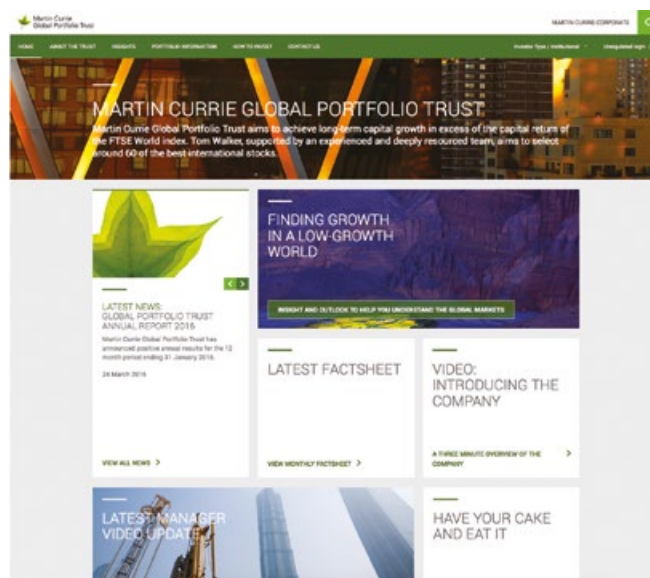 Martin Currie
Global Portfolio Trust
MARTIN CURRIE CORPORATE
HOME ABOUT THE TRUST INSIGHTS PORTFOLIO INFORMATION HOW TO INVEST CONTACT US Investor Type | Institutional Unregulated login
MARTIN CURRIE GLOBAL PORTFOLIO TRUST
Martin Currie Global Portfolio Trust aims to achieve long-term capital growth in excess of the capital return of
the FTSE World index. Tom Walker, supported by an experienced and deeply resourced team, aims to select
around 60 of the best international stocks.
FINDING GROWTH
IN A LOW-GROWTH
WORLD
INSIGHT AND OUTLOOK TO HELP YOU UNDERSTAND THE GLOBAL MARKETS
LATEST NEWS:
GLOBAL PORTFOLIO TRUST
ANNUAL REPORT 2016
Martin Currie Global Portfolio Trust has
announced positive annual results for the 12
month period ending 31 January 2016.
24 March 2016
VIEW ALL NEWS >
LATEST FACTSHEET
VIEW MONTHLY FACTSHEET >
VIDEO:
INTRODUCING THE
COMPANY
A THREE MINUTE OVERVIEW OF THE >
COMPANY
LATEST MANAGER
VIDEO UPDATE
HAVE YOUR CAKE
AND EAT IT